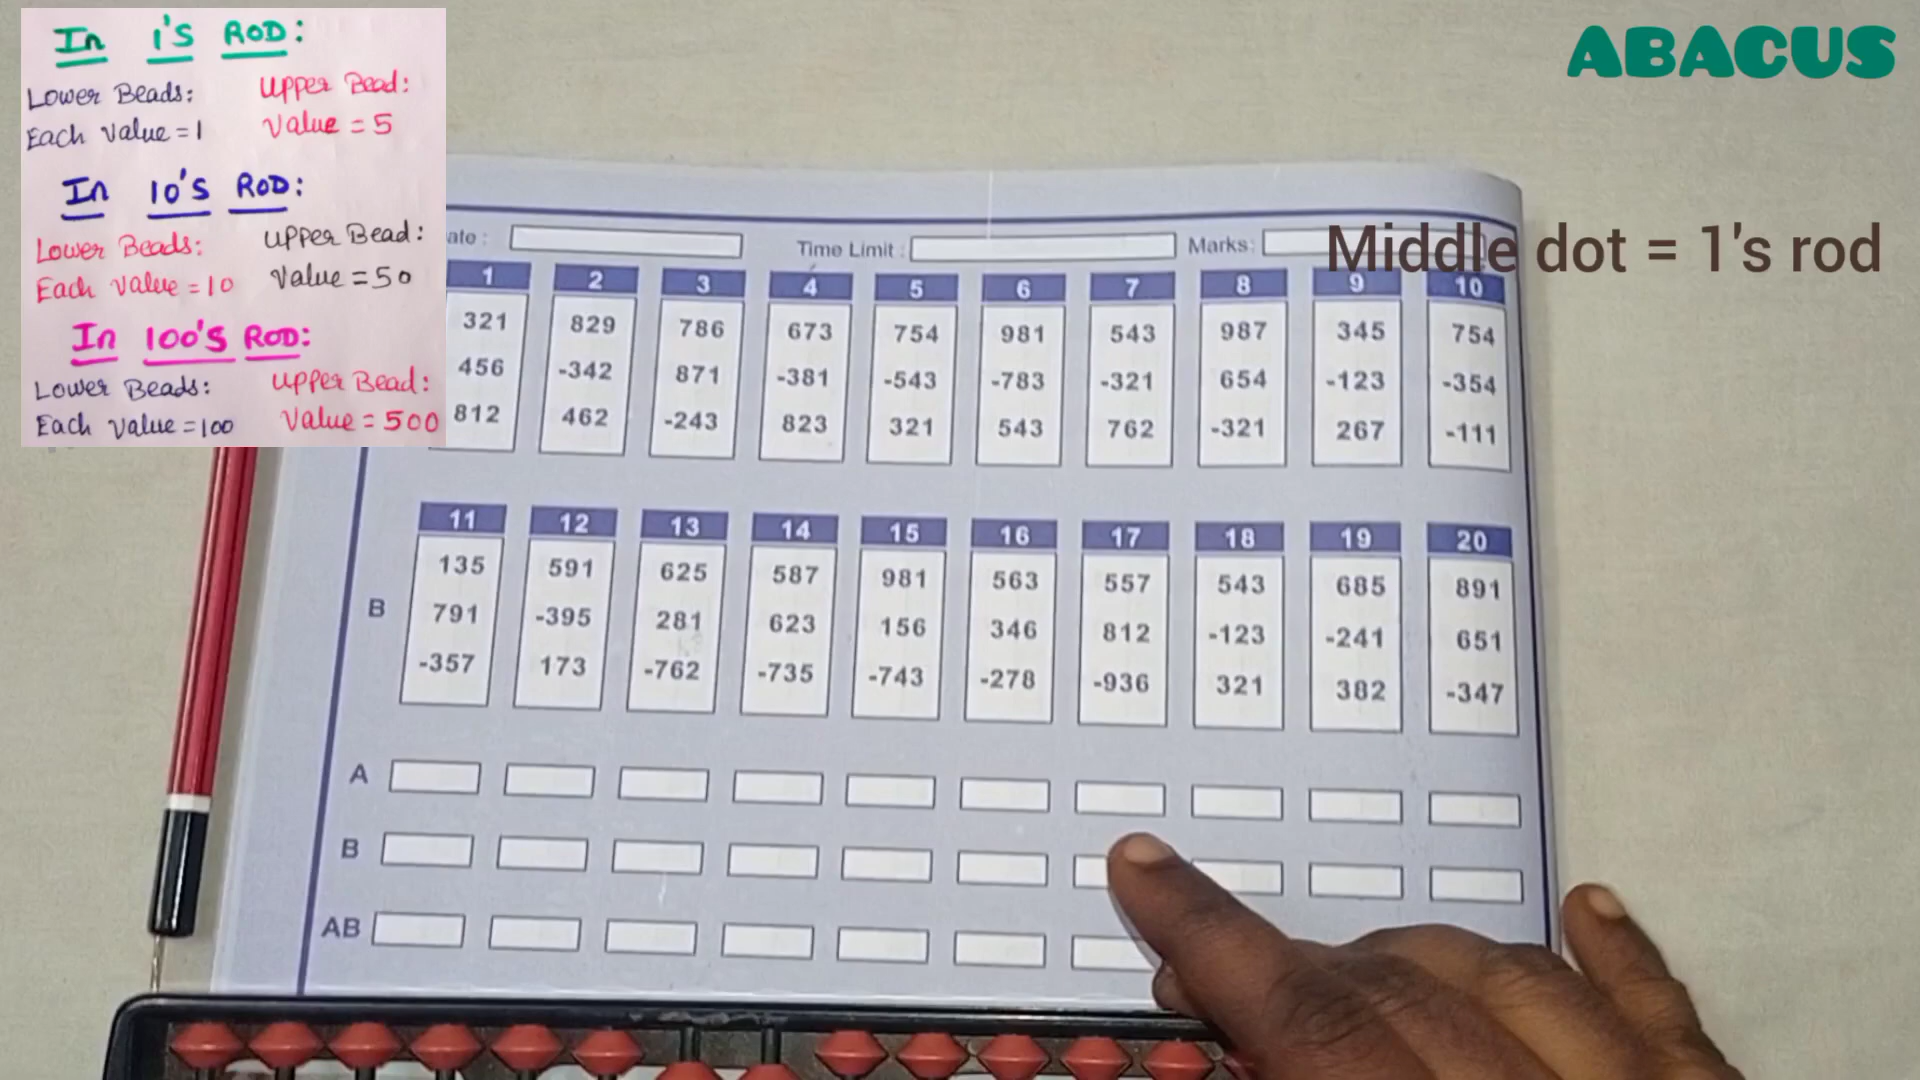 In 1's ROD:
Lower Beads: Upper Bead:
Each Value = 1 Value = 5
In 10's ROD:
Lower Beads: Upper Bead:
Each Value = 10 Value = 50
In 100's ROD:
Lower Beads: Upper Bead:
Each Value = 100 Value = 500
ABACUS
Middle dot = 1's rod
ate : Time Limit : Marks:
1 2 3 4 5 6 7 8 9 10
321 829 786 673 754 981 543 987 345 754
456 -342 871 -381 -543 -783 -321 654 -123 -354
812 462 -243 823 321 543 762 -321 267 -111
11 12 13 14 15 16 17 18 19 20
135 591 625 587 981 563 557 543 685 891
B 791 -395 281 623 156 346 812 -123 -241 651
-357 173 -762 -735 -743 -278 -936 321 382 -347
A
B
AB